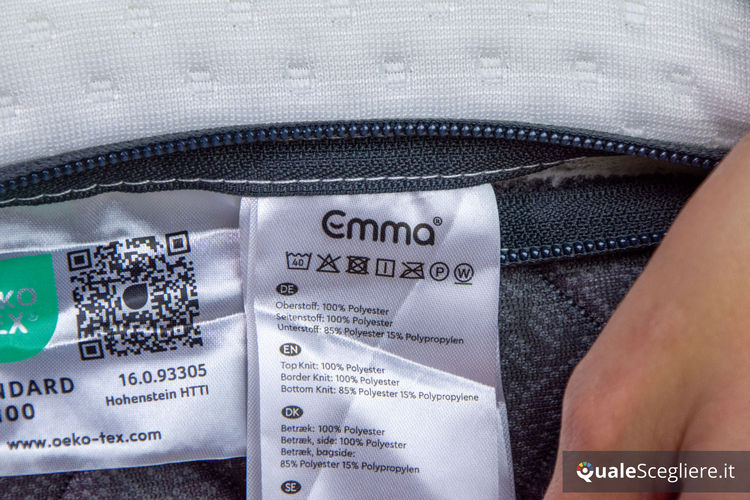 Emma®
40
P
W
DE
Oberstoff: 100% Polyester
Seitenstoff: 100% Polyester
Unterstoff: 85% Polyester 15% Polypropylen
EN
Top Knit: 100% Polyester
Border Knit: 100% Polyester
Bottom Knit: 85% Polyester 15% Polypropylene
DK
Betræk: 100% Polyester
Betræk, side: 100% Polyester
Betræk, bagside:
85% Polyester 15% Polypropylen
SE
16.0.93305
Hohenstein HTTI
100
www.oeko-tex.com
QualeScegliere.it